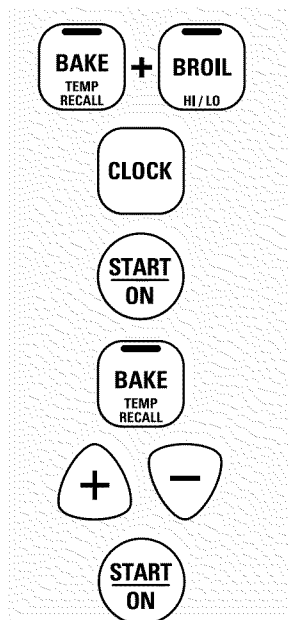 BAKE + BROIL
TEMP
RECALL HI / LO
CLOCK
START
ON
BAKE
TEMP
RECALL
+ −
START
ON